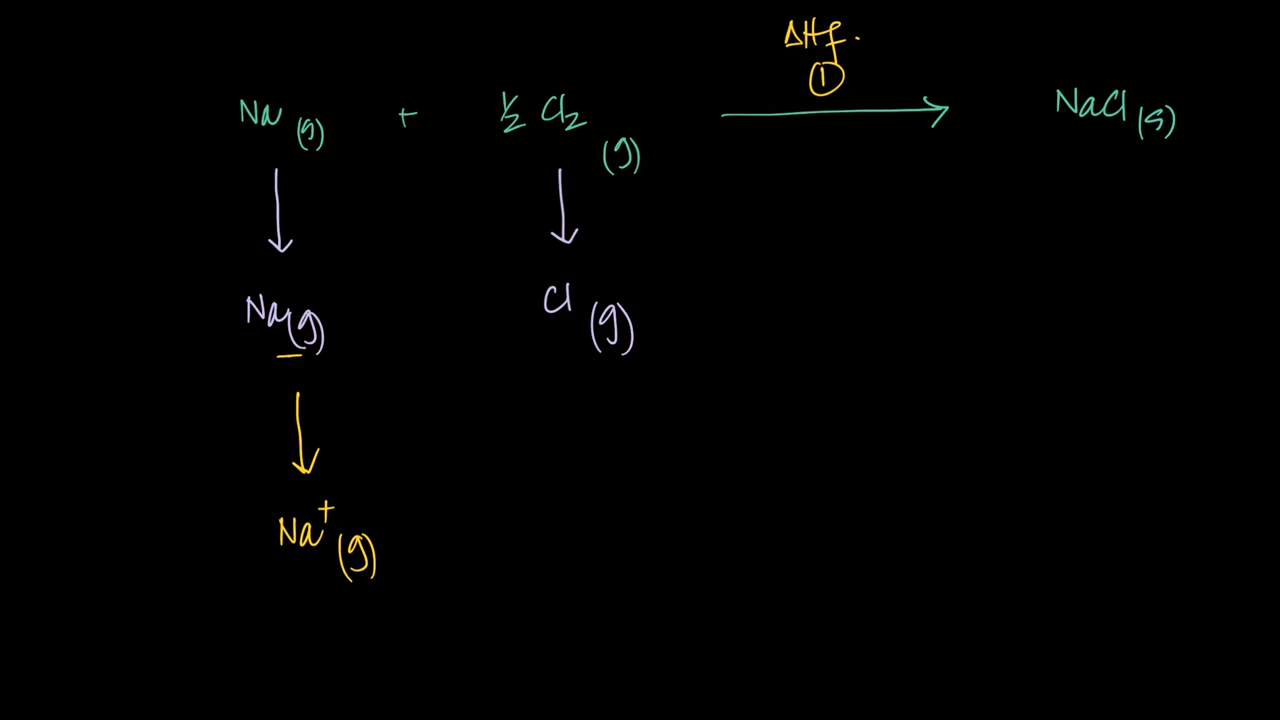 ΔHf.
①
Na (g) + ½ Cl₂ (g) → NaCl (s)
Na (g) Cl (g)
Na⁺ (g)